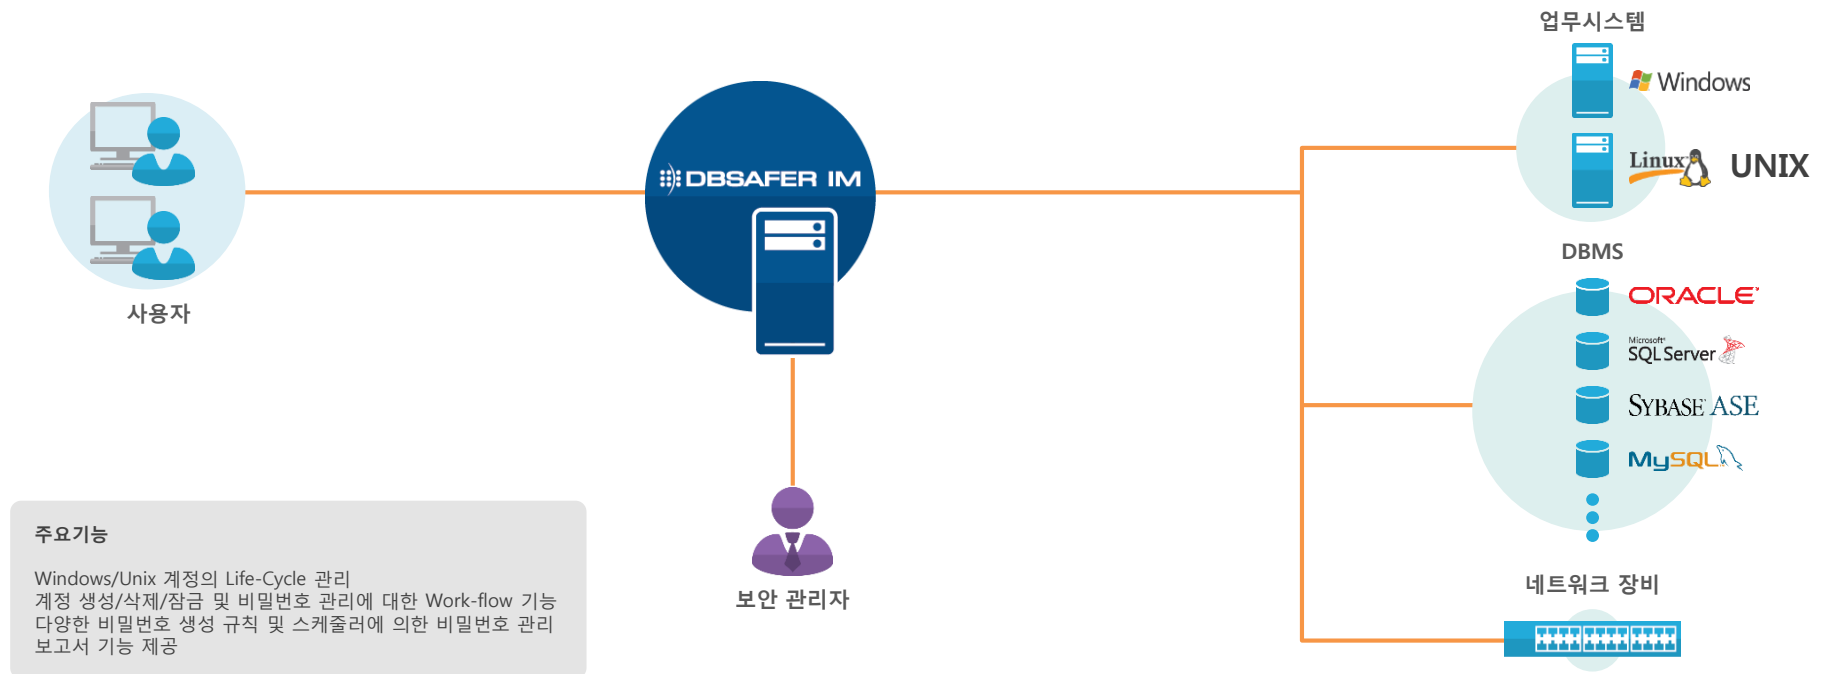 업무시스템
Windows
Linux
UNIX
DBSAFER IM
DBMS
ORACLE
사용자
Microsoft®
SQL Server
SYBASE ASE
MySQL
주요기능
Windows/Unix 계정의 Life-Cycle 관리
계정 생성/삭제/잠금 및 비밀번호 관리에 대한 Work-flow 기능
다양한 비밀번호 생성 규칙 및 스케줄러에 의한 비밀번호 관리
보고서 기능 제공
보안 관리자
네트워크 장비